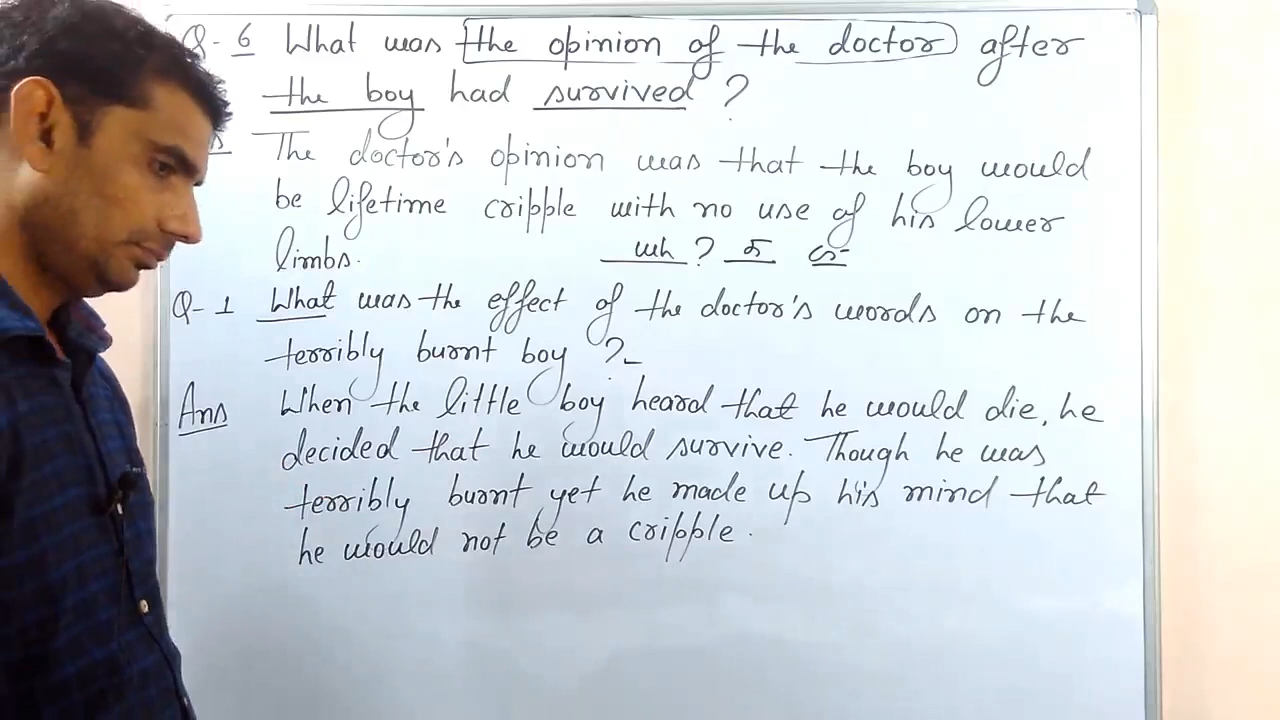 Q-6 What was the opinion of the doctor after
the boy had survived ?
The doctor's opinion was that the boy would
be lifetime cripple with no use of his lower
limbs. wh ? 5
Q-1 What was the effect of the doctor's words on the
terribly burnt boy ?
Ans When the little boy heard that he would die, he
decided that he would survive. Though he was
terribly burnt yet he made up his mind that
he would not be a cripple.